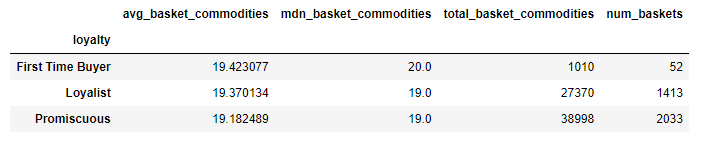 avg_basket_commodities mdn_basket_commodities total_basket_commodities num_baskets
loyalty
First Time Buyer 19.423077 20.0 1010 52
Loyalist 19.370134 19.0 27370 1413
Promiscuous 19.182489 19.0 38998 2033